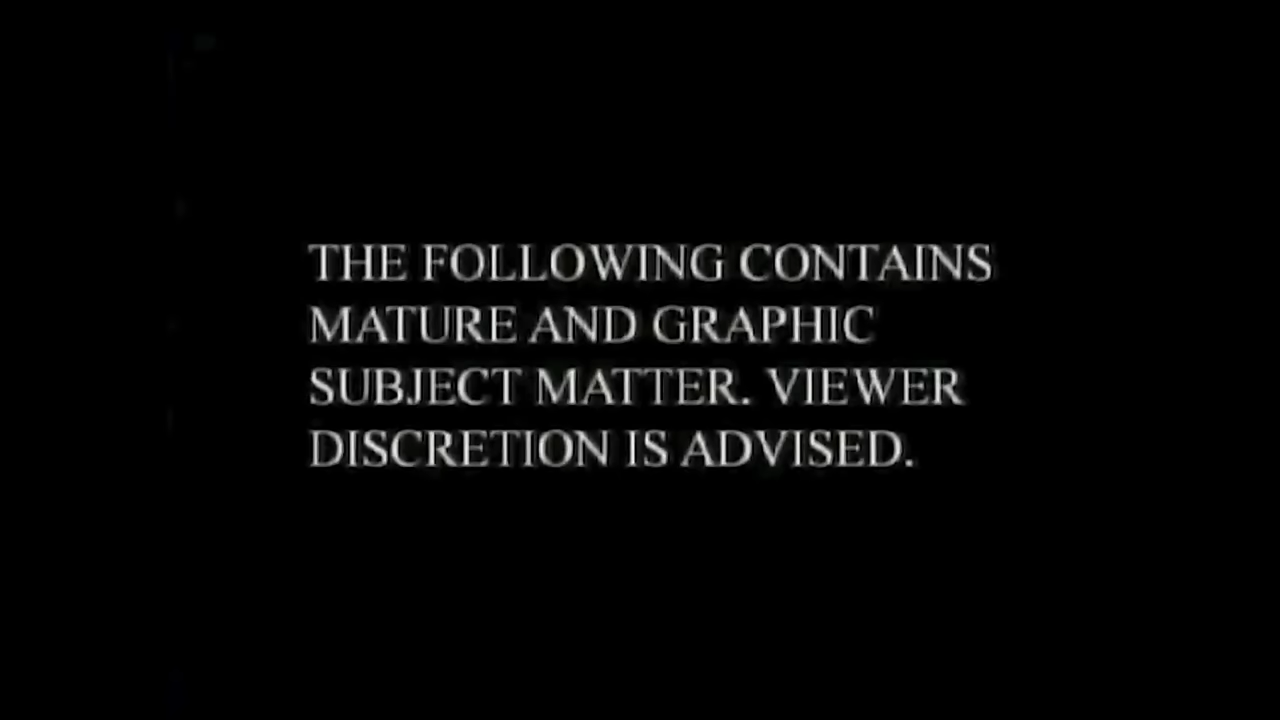 THE FOLLOWING CONTAINS
MATURE AND GRAPHIC
SUBJECT MATTER. VIEWER
DISCRETION IS ADVISED.